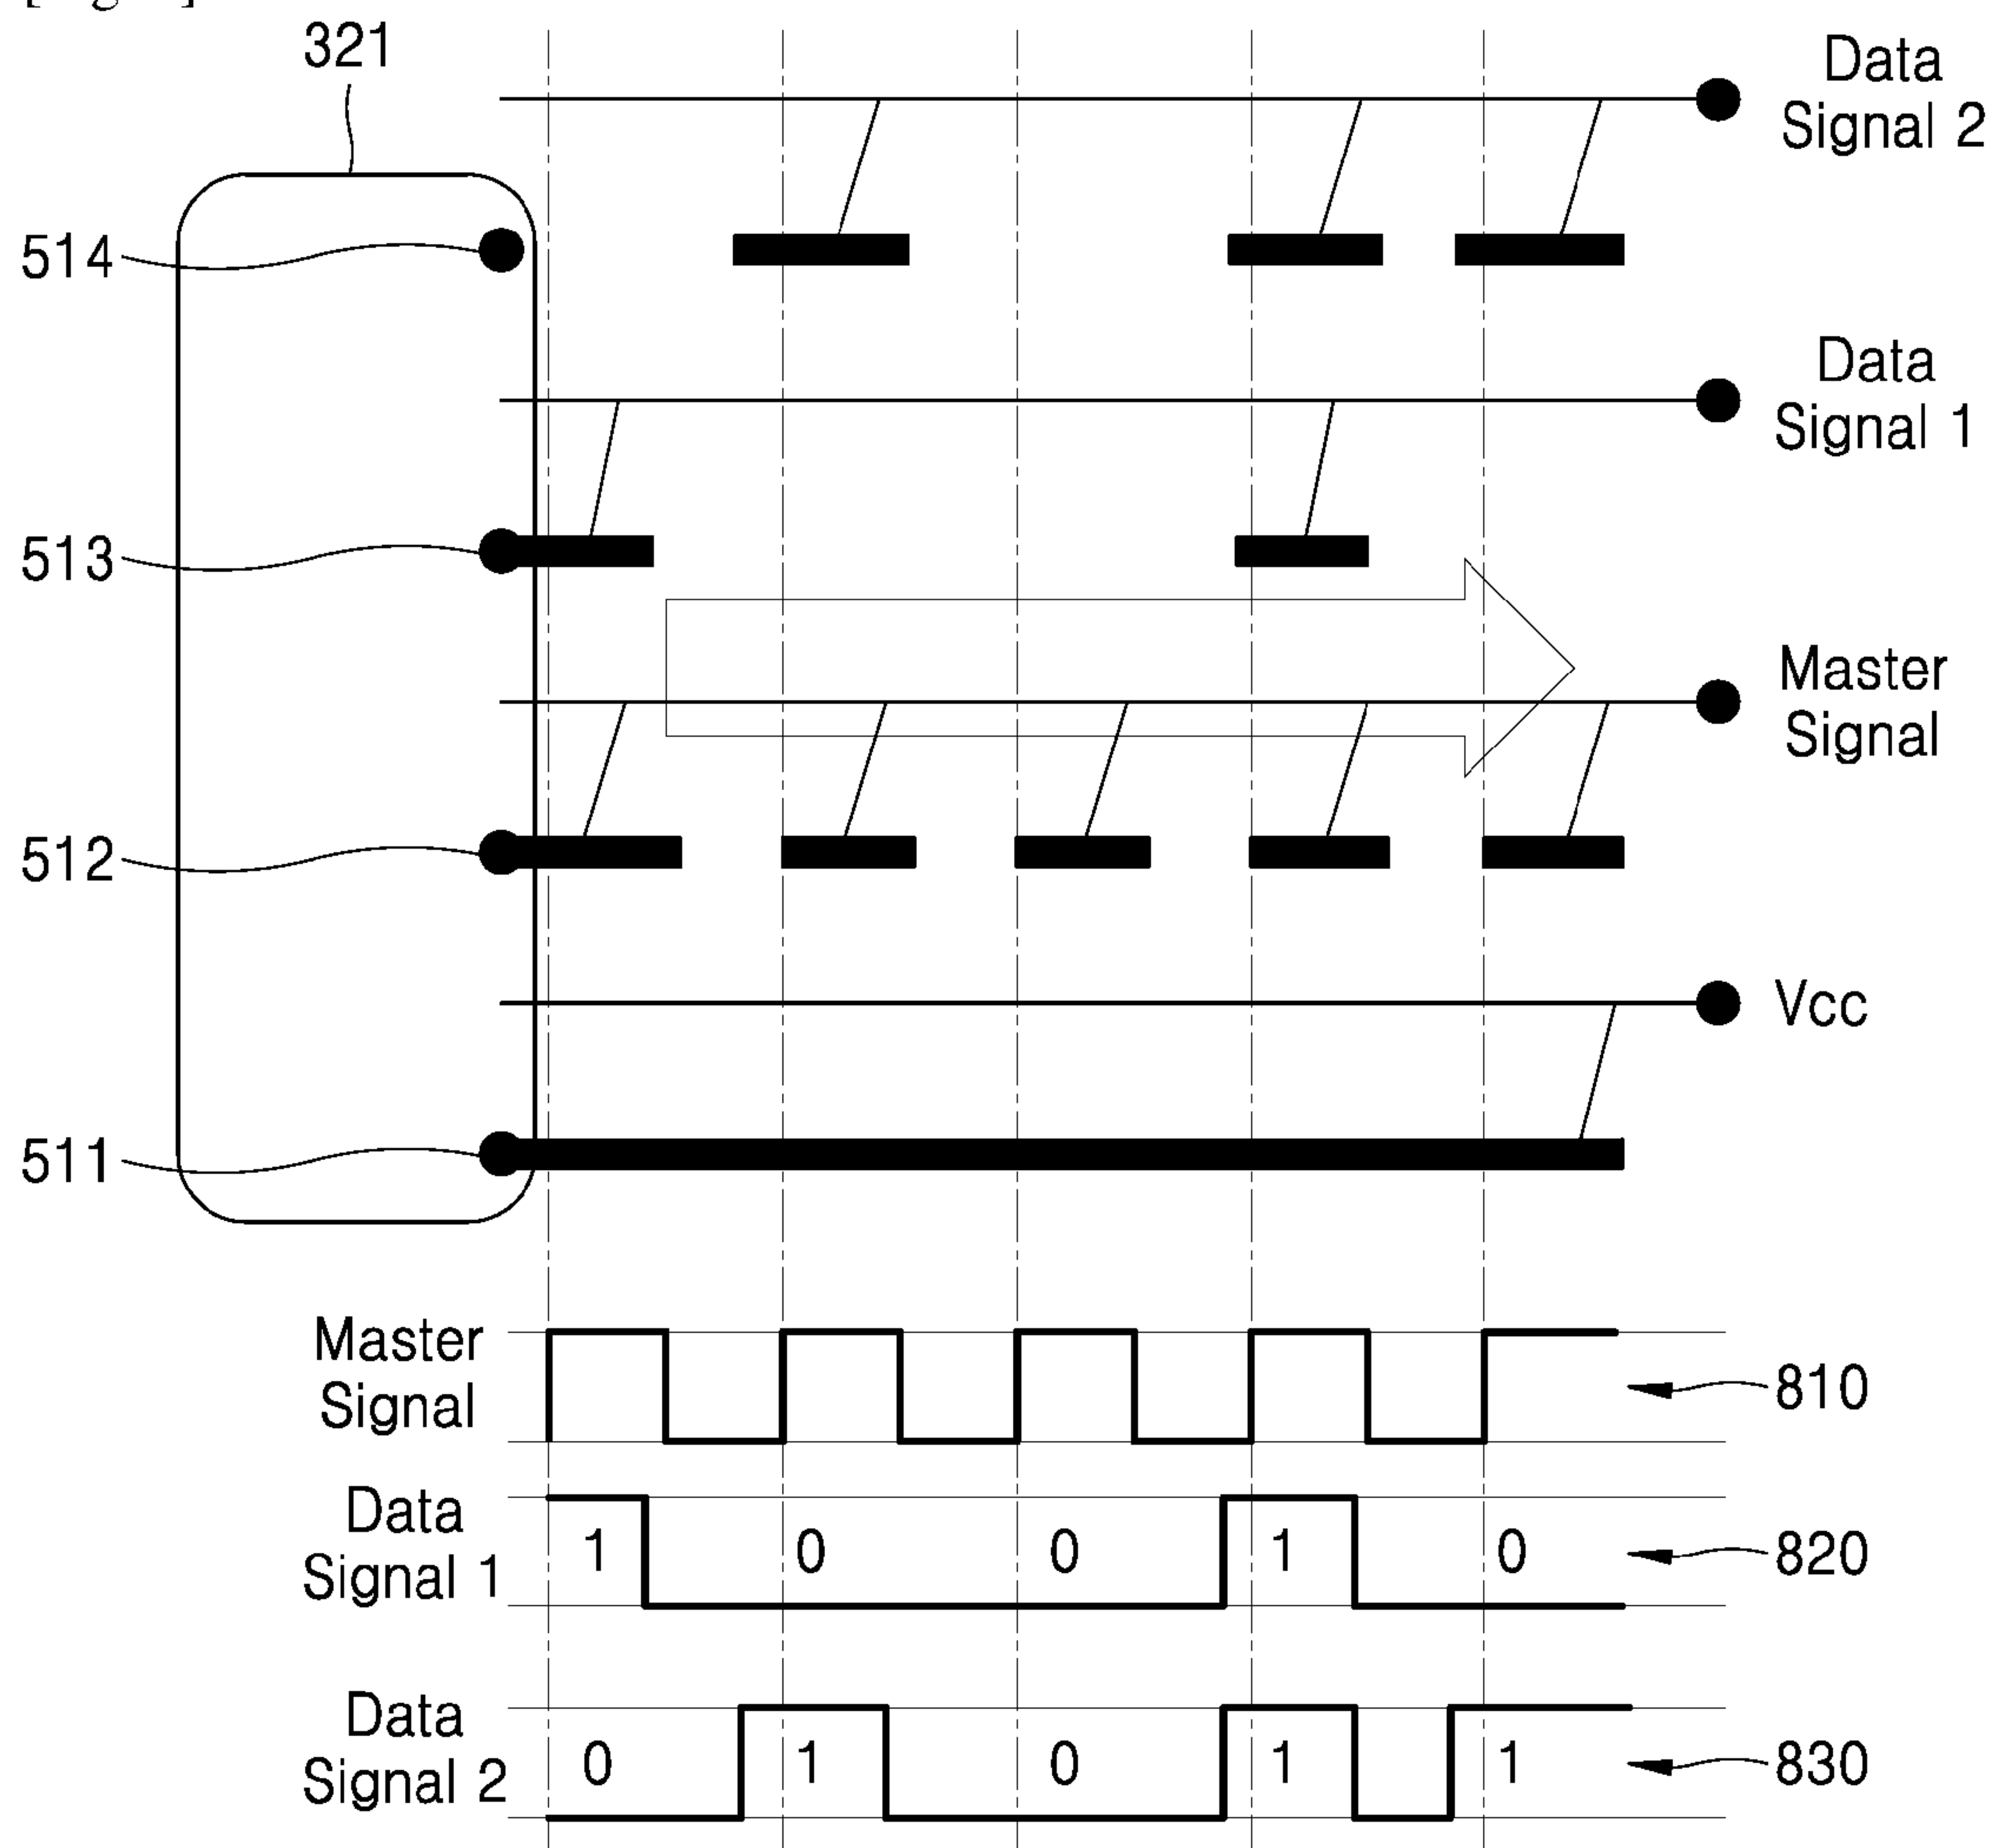 321
Data
Signal 2
514
Data
Signal 1
513
Master
Signal
512
Vcc
511
Master
Signal
810
Data
Signal 1
1 0 0 1 0
820
Data
Signal 2
0 1 0 1 1
830